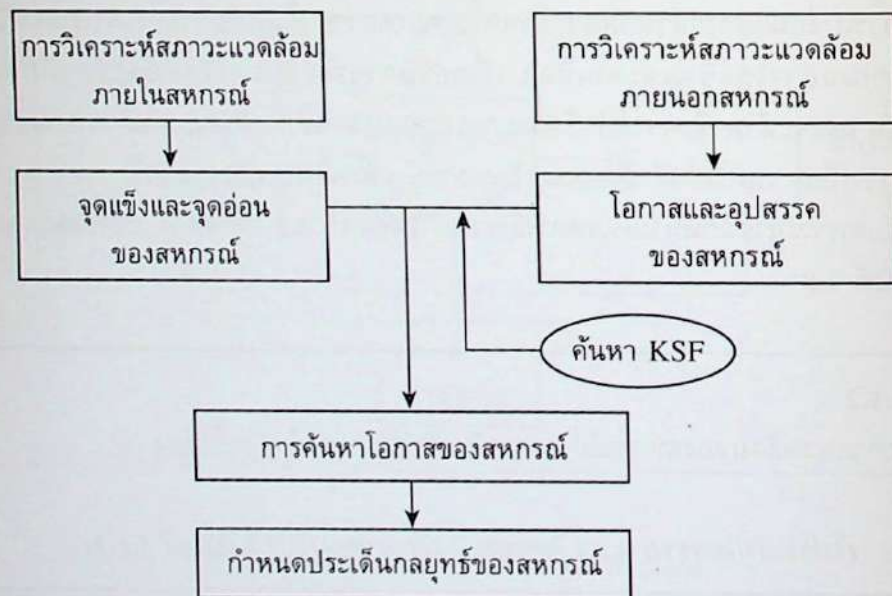 การวิเคราะห์สภาวะแวดล้อม
ภายในสหกรณ์
การวิเคราะห์สภาวะแวดล้อม
ภายนอกสหกรณ์
จุดแข็งและจุดอ่อน
ของสหกรณ์
โอกาสและอุปสรรค
ของสหกรณ์
ค้นหา KSF
การค้นหาโอกาสของสหกรณ์
กำหนดประเด็นกลยุทธ์ของสหกรณ์